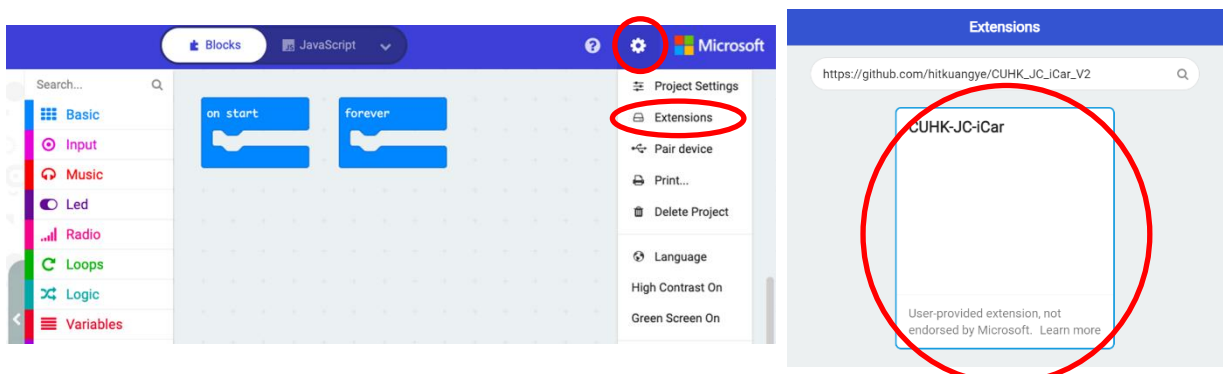 Blocks
JavaScript
Microsoft
Search...
Basic
Input
Music
Led
Radio
Loops
Logic
Variables
on start
forever
Project Settings
Extensions
Pair device
Print...
Delete Project
Language
High Contrast On
Green Screen On
Extensions
https://github.com/hitkuangye/CUHK_JC_iCar_V2
CUHK-JC-iCar
User-provided extension, not
endorsed by Microsoft. Learn more